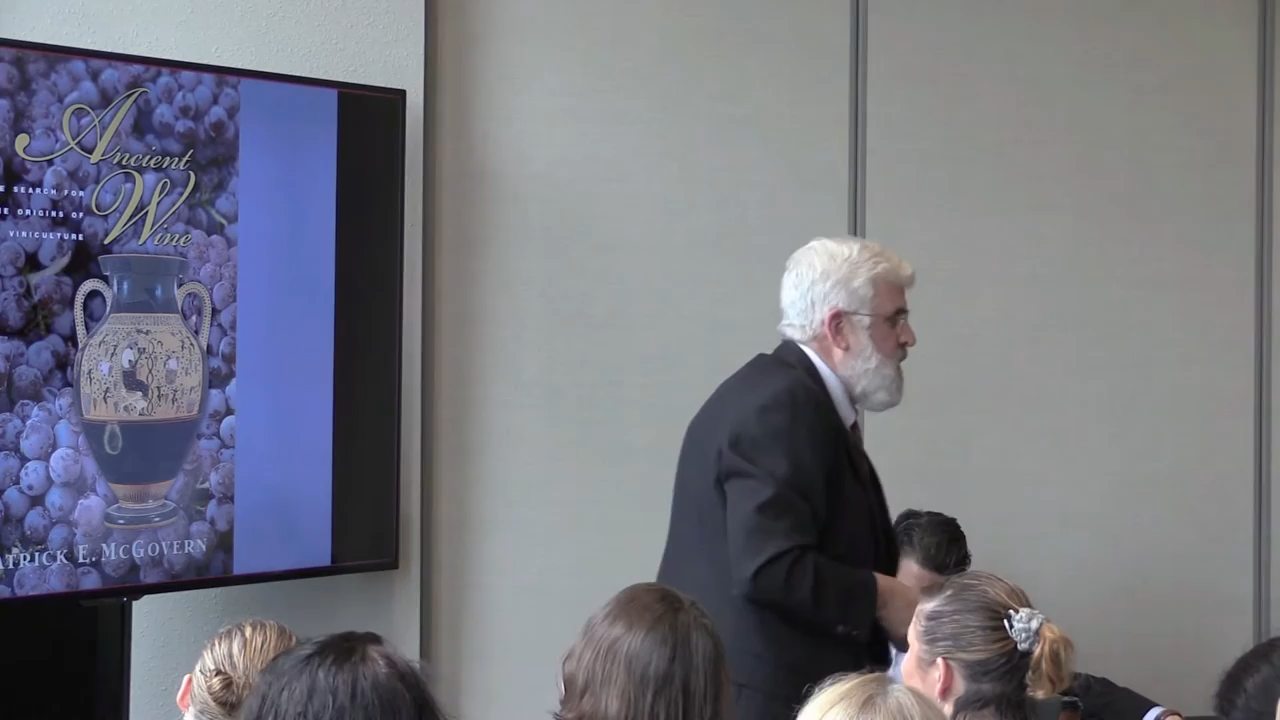 Ancient
E SEARCH FOR
E ORIGINS OF
VINICULTURE
Wine
ATRICK E. MCGOVERN